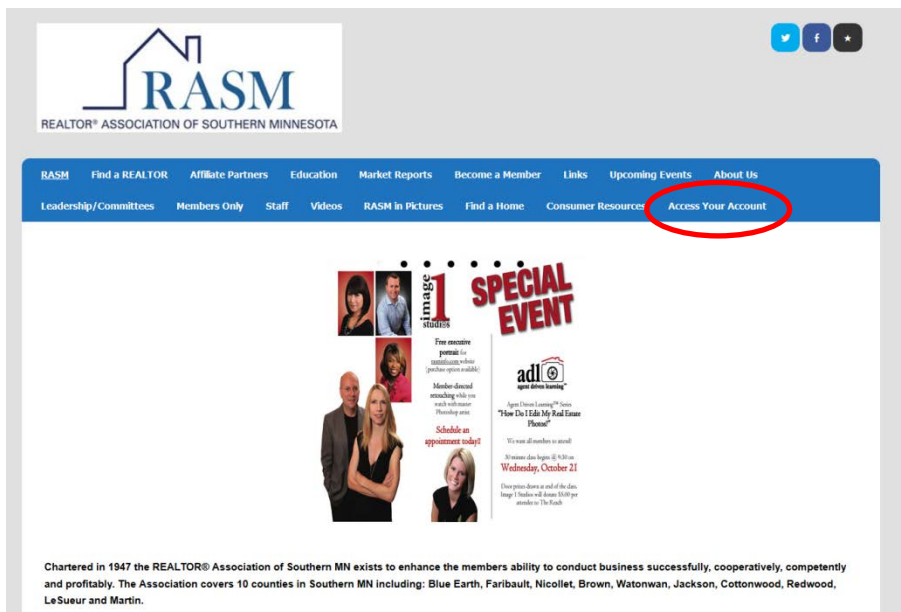 RASM
REALTOR® ASSOCIATION OF SOUTHERN MINNESOTA
RASM Find a REALTOR Affiliate Partners Education Market Reports Become a Member Links Upcoming Events About Us
Leadership/Committees Members Only Staff Videos RASM in Pictures Find a Home Consumer Resources Access Your Account
image
1
studios
SPECIAL
EVENT
Free executive
portrait for
website
(purchase option available)
Member-directed
retouching while you
watch with master
Photoshop artist
Schedule an
appointment today!
adl
agent driven learning™
Agent Driven Learning™ Series
"How Do I Edit My Real Estate
Photos?"
We want all members to attend!
30 minute class begins @ 9:30 on
Wednesday, October 21
Door prizes drawn at end of the class.
Image 1 Studios will donate $5.00 per
attendee to The Reach
Chartered in 1947 the REALTOR® Association of Southern MN exists to enhance the members ability to conduct business successfully, cooperatively, competently
and profitably. The Association covers 10 counties in Southern MN including: Blue Earth, Faribault, Nicollet, Brown, Watonwan, Jackson, Cottonwood, Redwood,
LeSueur and Martin.